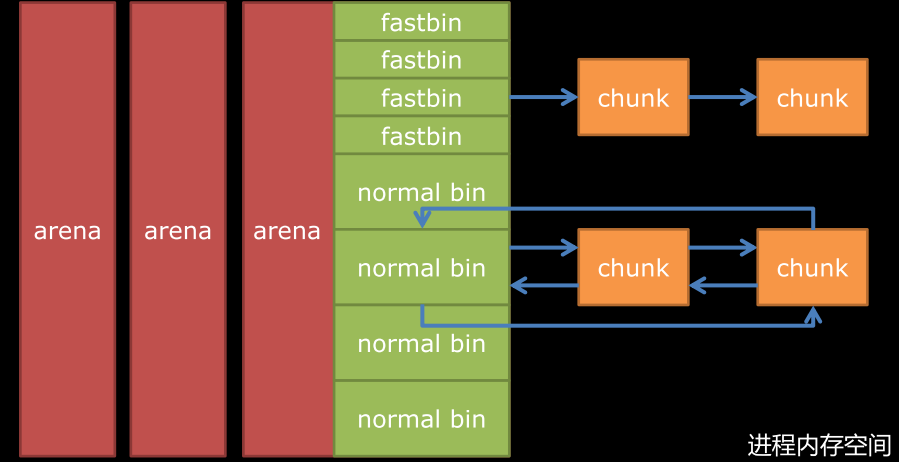 fastbin
fastbin
fastbin
fastbin
normal bin
normal bin
normal bin
normal bin
arena
arena
arena
chunk
chunk
chunk
chunk
进程内存空间